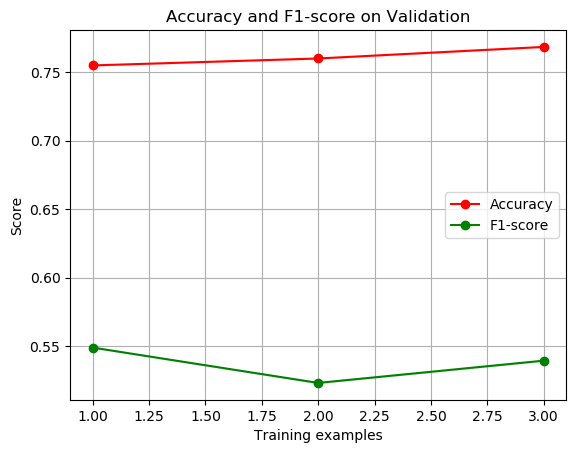 Accuracy and F1-score on Validation
Score
0.75
0.70
0.65
0.60
0.55
Accuracy
F1-score
1.00 1.25 1.50 1.75 2.00 2.25 2.50 2.75 3.00
Training examples